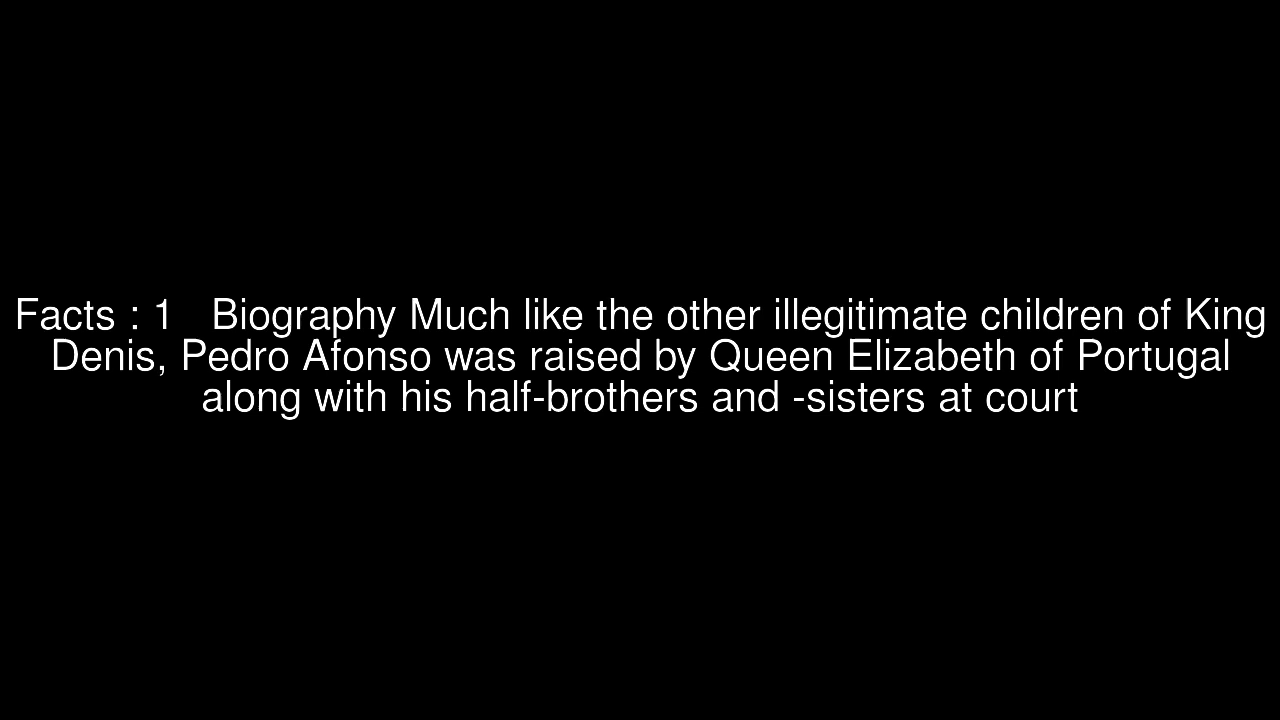 Facts : 1   Biography Much like the other illegitimate children of King
Denis, Pedro Afonso was raised by Queen Elizabeth of Portugal
along with his half-brothers and -sisters at court